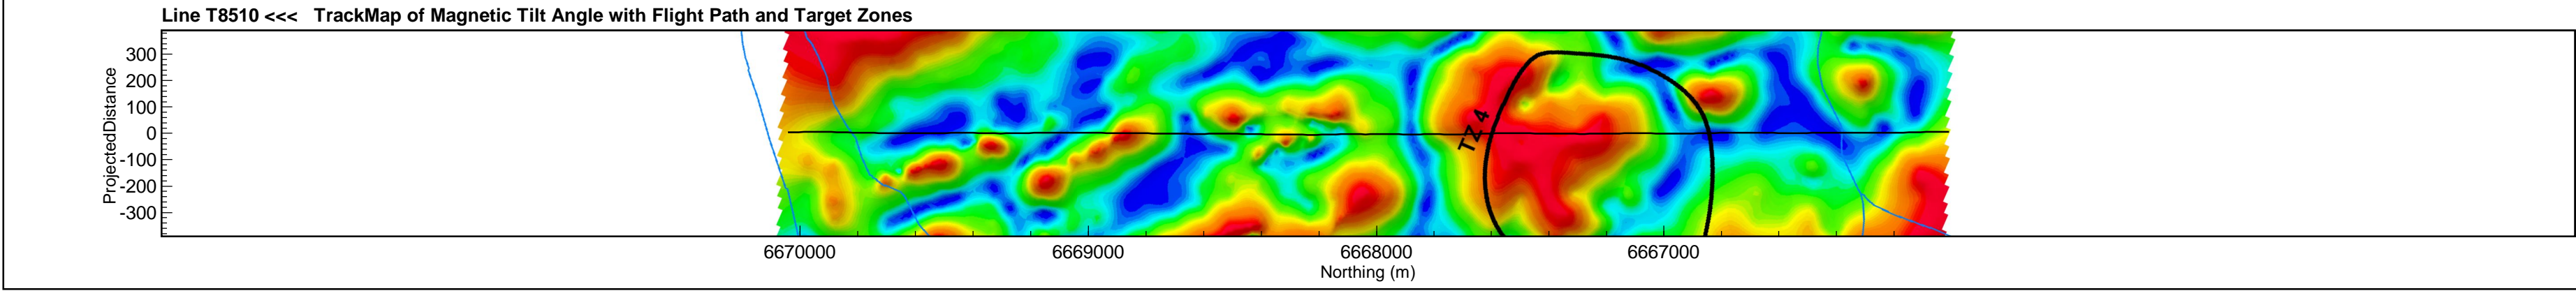 Line T8510 <<<   TrackMap of Magnetic Tilt Angle with Flight Path and Target Zones
ProjectedDistance
300
200
100
0
-100
-200
-300
TZ 4
6670000 6669000 6668000 6667000
Northing (m)